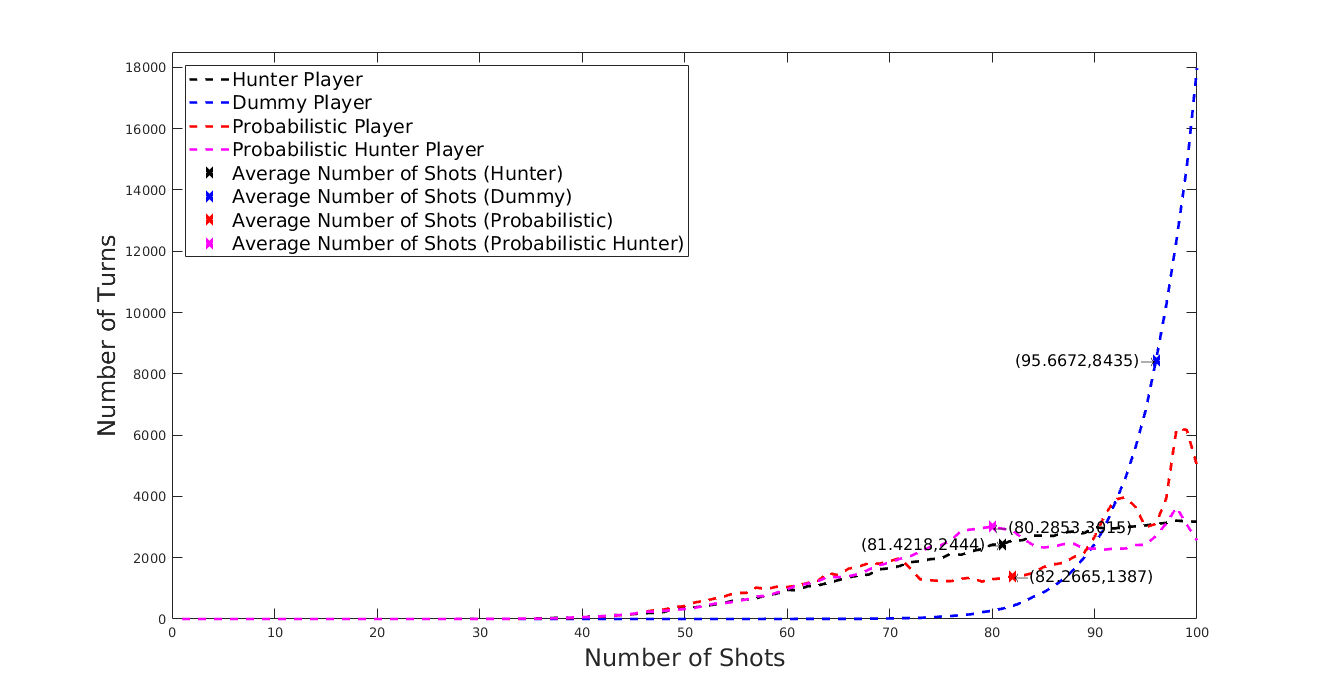 18000
16000
14000
12000
10000
8000
6000
4000
2000
0
Number of Turns
Hunter Player
Dummy Player
Probabilistic Player
Probabilistic Hunter Player
Average Number of Shots (Hunter)
Average Number of Shots (Dummy)
Average Number of Shots (Probabilistic)
Average Number of Shots (Probabilistic Hunter)
(95.6672,8435)
(80.2853,3015)
(81.4218,2444)
(82.2665,1387)
0 10 20 30 40 50 60 70 80 90 100
Number of Shots